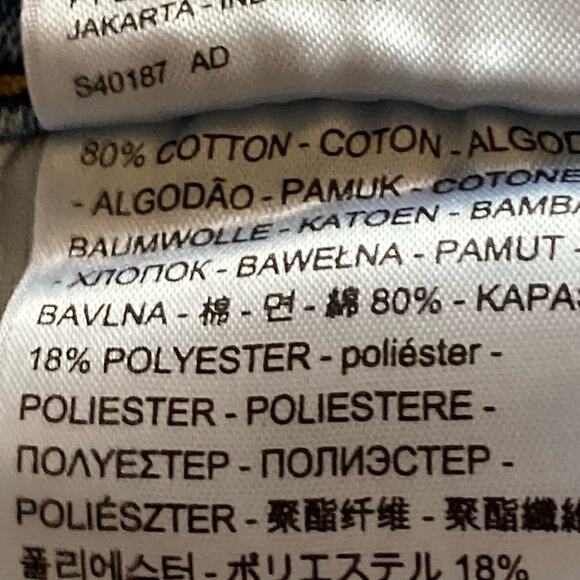 JAKARTA -
S40187 AD
80% COTTON - COTON - ALGOD
- ALGODÃO - PAMUK - COTONE
BAUMWOLLE - KATOEN - BAMBA
- ХЛОПОК - BAWEŁNA - PAMUT -
BAVLNA - 棉 - 면 - 綿 80% - KAPA
18% POLYESTER - poliéster -
POLIESTER - POLIESTERE -
ΠΟΛΥΕΣΤΕΡ - ПОЛИЭСТЕР -
POLIÉSZTER - 聚酯纤维 - 聚酯纖維
폴리에스터 - ポリエステル 18%